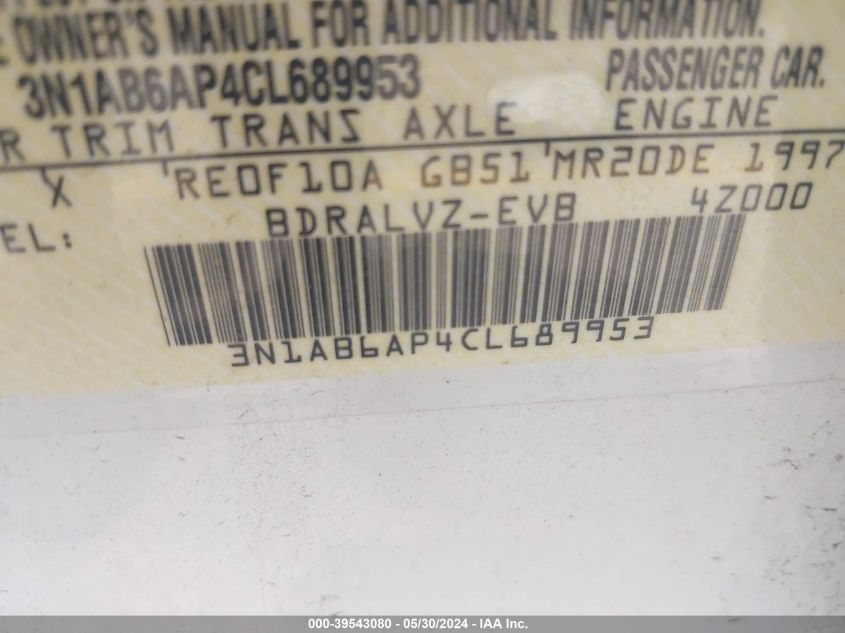 OWNER'S MANUAL FOR ADDITIONAL INFORMATION.
3N1AB6AP4CL689953 PASSENGER CAR.
R TRIM TRANS AXLE ENGINE
X RE0F10A GB51 MR20DE 1997
EL: BDRALVZ-EVB 4Z000
3N1AB6AP4CL689953
000-39543080 - 05/30/2024 - IAA Inc.